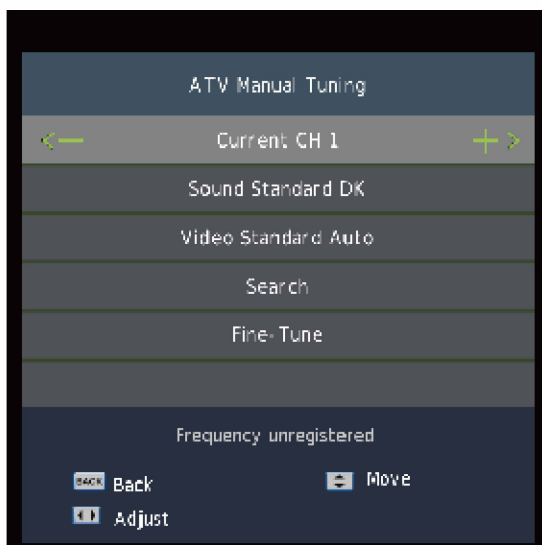 ATV Manual Tuning
Current CH 1
Sound Standard DK
Video Standard Auto
Search
Fine-Tune
Frequency unregistered
BACK Back
Move
Adjust